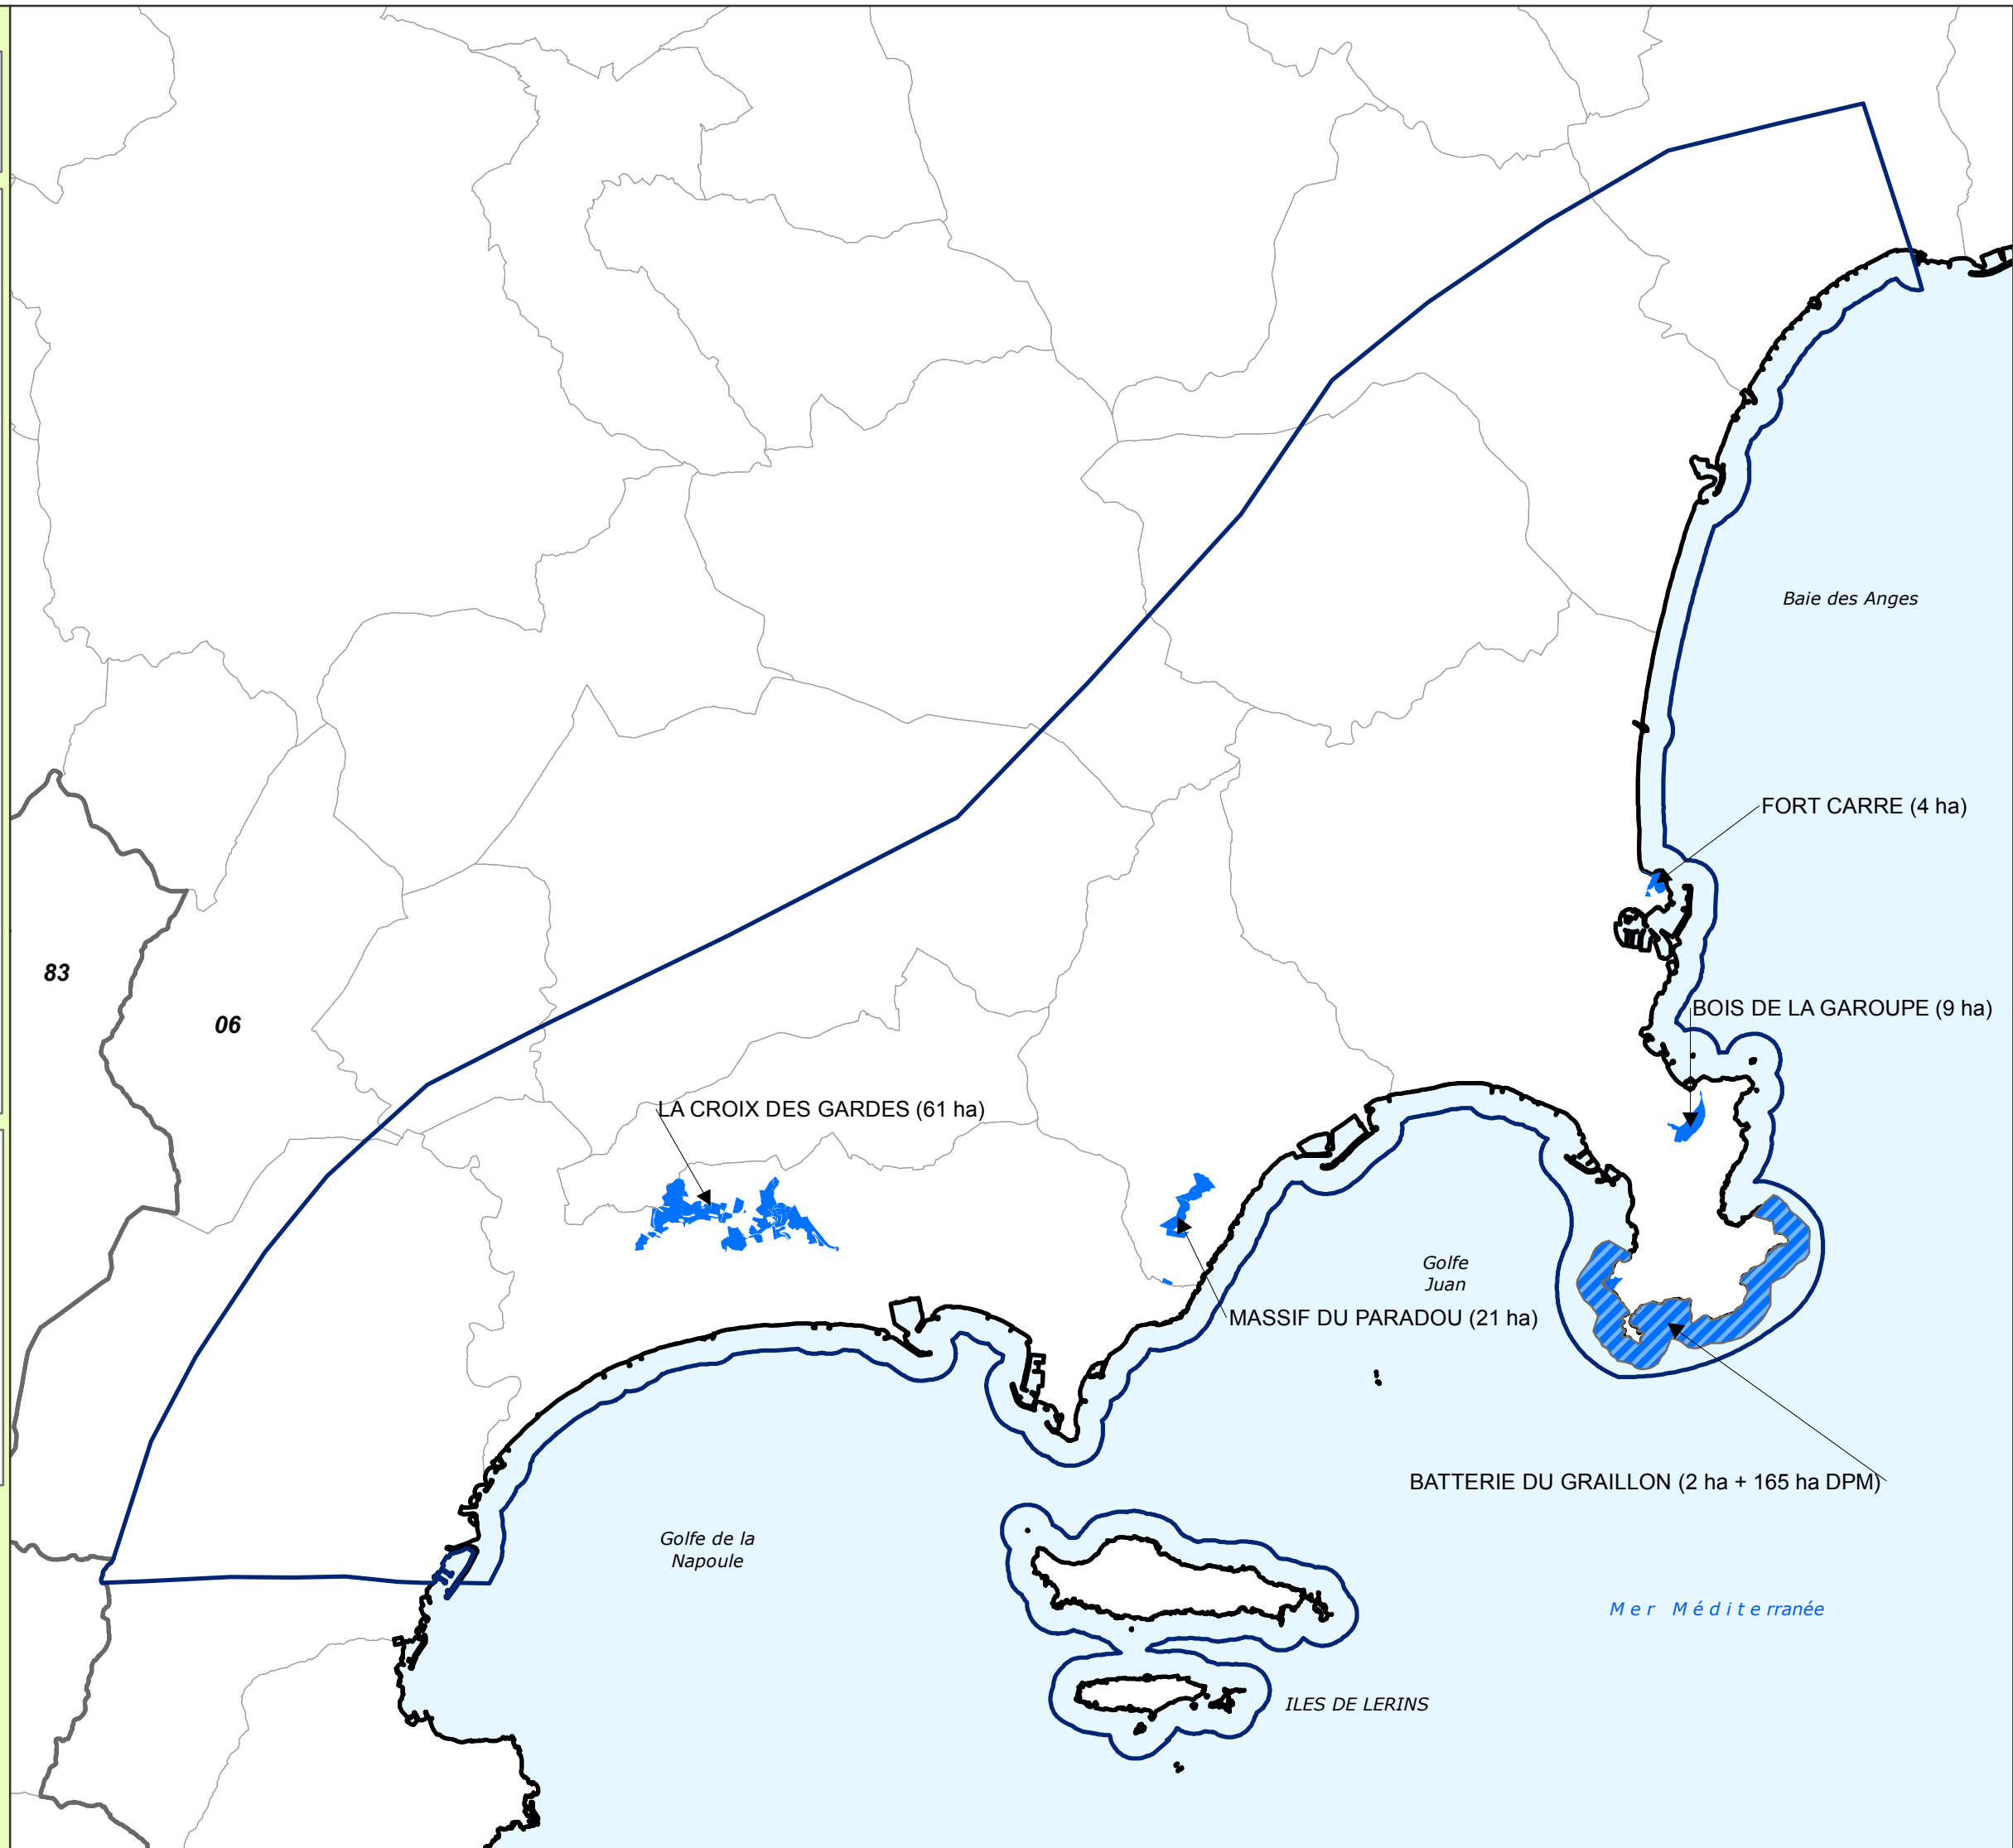 Baie des Anges
FORT CARRE (4 ha)
83
06
BOIS DE LA GAROUPE (9 ha)
LA CROIX DES GARDES (61 ha)
Golfe
Juan
MASSIF DU PARADOU (21 ha)
BATTERIE DU GRAILLON (2 ha + 165 ha DPM)
Golfe de la
Napoule
Mer Méditerranée
ILES DE LERINS